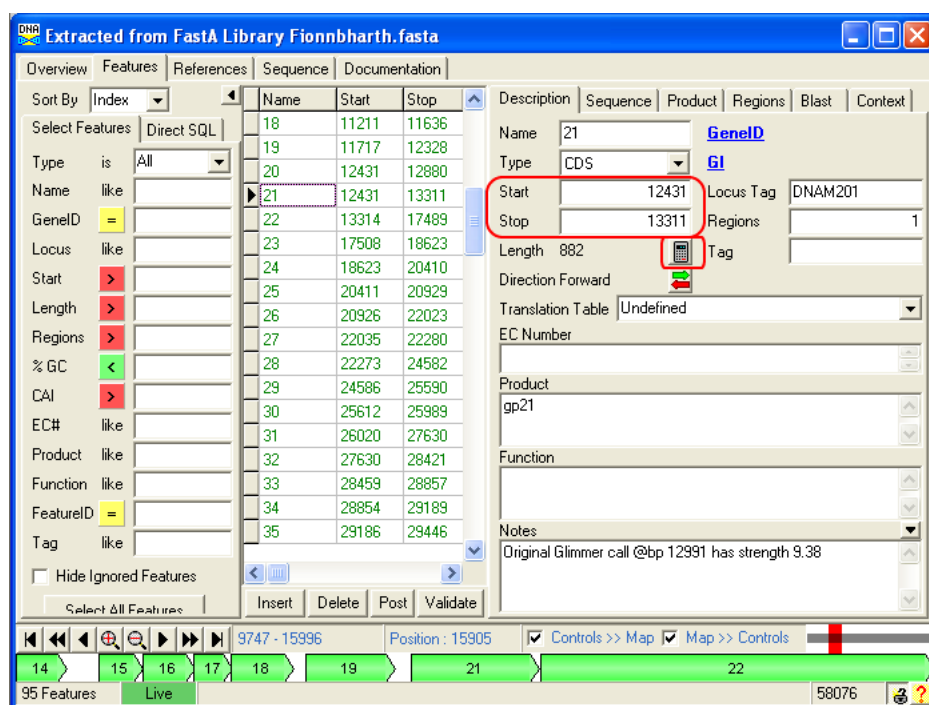 DNA Extracted from FastA Library Fionnbharth.fasta
Overview Features References Sequence Documentation
Sort By Index
Select Features Direct SQL
Type is All
Name like
GeneID =
Locus like
Start >
Length >
Regions >
% GC <
CAI >
EC# like
Product like
Function like
FeatureID =
Tag like
Hide Ignored Features
Select All Features
Name Start Stop
18 11211 11636
19 11717 12328
20 12431 12880
21 12431 13311
22 13314 17489
23 17508 18623
24 18623 20410
25 20411 20929
26 20926 22023
27 22035 22280
28 22273 24582
29 24586 25590
30 25612 25989
31 26020 27630
32 27630 28421
33 28459 28857
34 28854 29189
35 29186 29446
Insert Delete Post Validate
Description Sequence Product Regions Blast Context
Name 21 GeneID
Type CDS GI
Start 12431 Locus Tag DNAM201
Stop 13311 Regions 1
Length 882 Tag
Direction Forward
Translation Table Undefined
EC Number
Product
gp21
Function
Notes
Original Glimmer call @bp 12991 has strength 9.38
9747 - 15996 Position : 15905 Controls >> Map Map >> Controls
14 15 16 17 18 19 21 22
95 Features Live 58076 ?